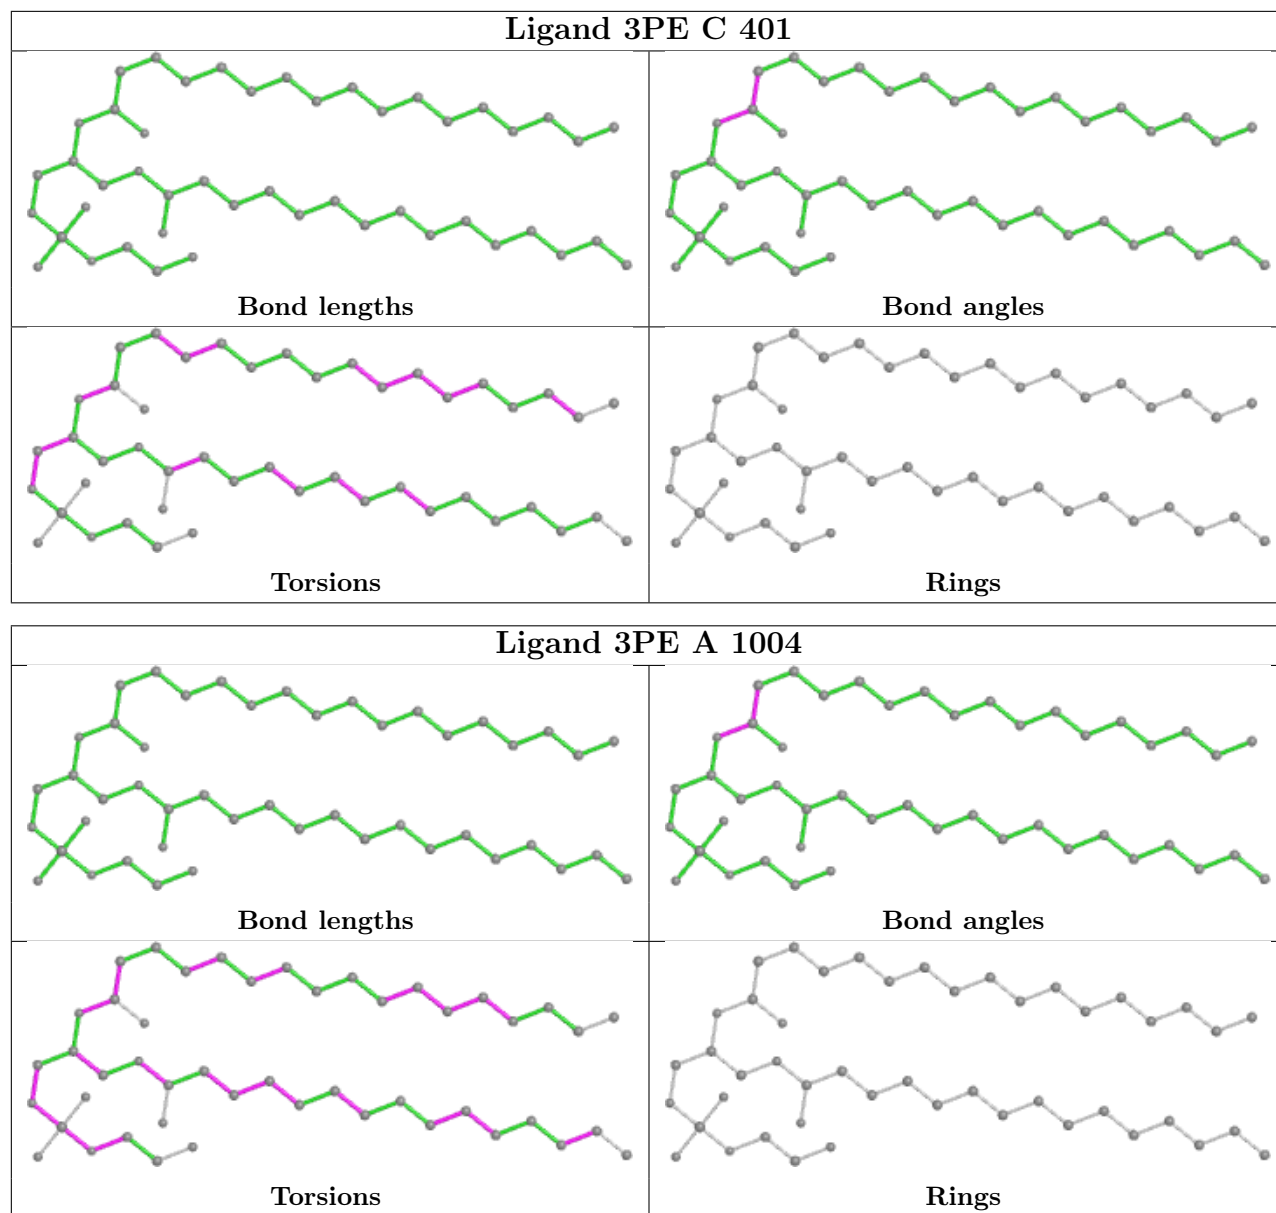 Ligand 3PE C 401
Bond lengths
Bond angles
Torsions
Rings
Ligand 3PE A 1004
Bond lengths
Bond angles
Torsions
Rings